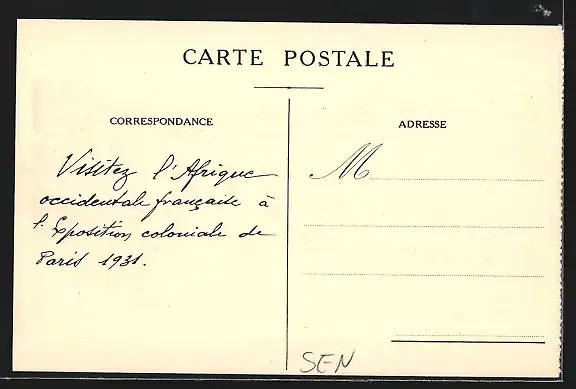 CARTE POSTALE
CORRESPONDANCE
ADRESSE
Visitez l'Afrique
occidentale française à
l'Exposition coloniale de
Paris 1931.
M
SEN